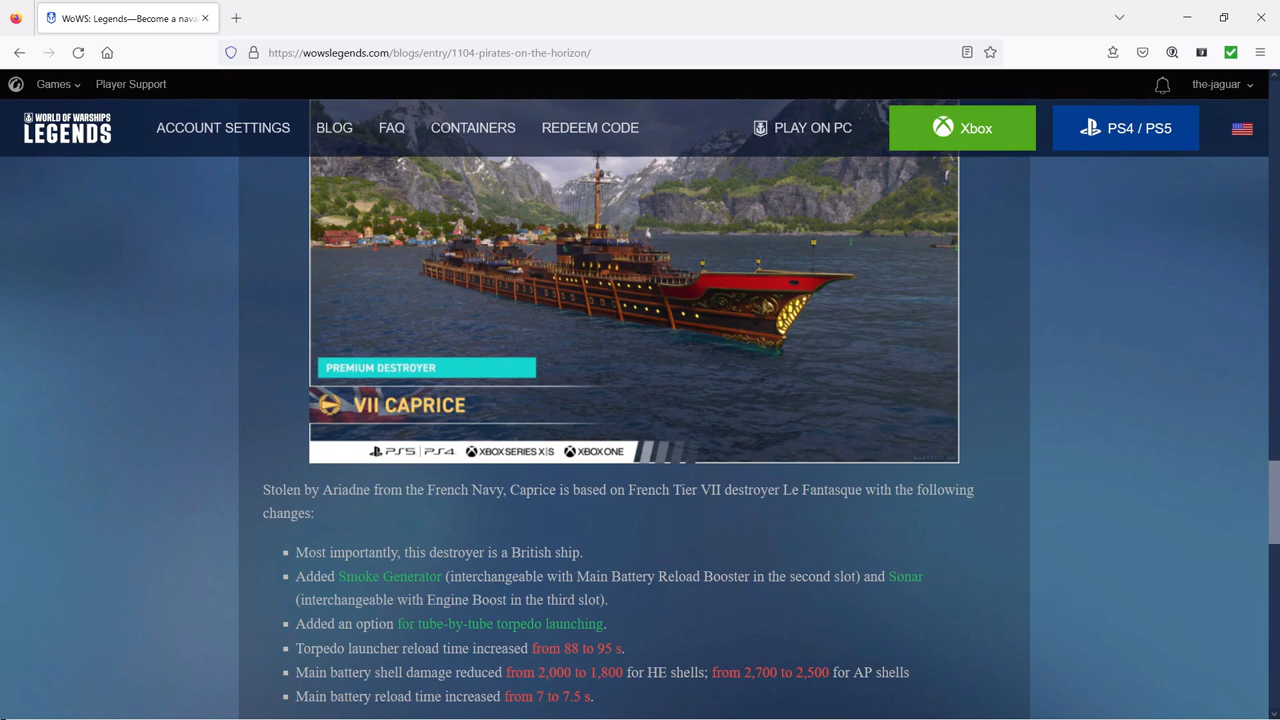 WoWS: Legends—Become a nava
https://wowslegends.com/blogs/entry/1104-pirates-on-the-horizon/
Games
Player Support
the-jaguar
WORLD OF WARSHIPS
LEGENDS
ACCOUNT SETTINGS
BLOG
FAQ
CONTAINERS
REDEEM CODE
PLAY ON PC
Xbox
PS4 / PS5
PREMIUM DESTROYER
VII CAPRICE
PS5 | PS4 XBOX SERIES X|S XBOX ONE
Stolen by Ariadne from the French Navy, Caprice is based on French Tier VII destroyer Le Fantasque with the following
changes:
Most importantly, this destroyer is a British ship.
Added Smoke Generator (interchangeable with Main Battery Reload Booster in the second slot) and Sonar
(interchangeable with Engine Boost in the third slot).
Added an option for tube-by-tube torpedo launching.
Torpedo launcher reload time increased from 88 to 95 s.
Main battery shell damage reduced from 2,000 to 1,800 for HE shells; from 2,700 to 2,500 for AP shells
Main battery reload time increased from 7 to 7.5 s.